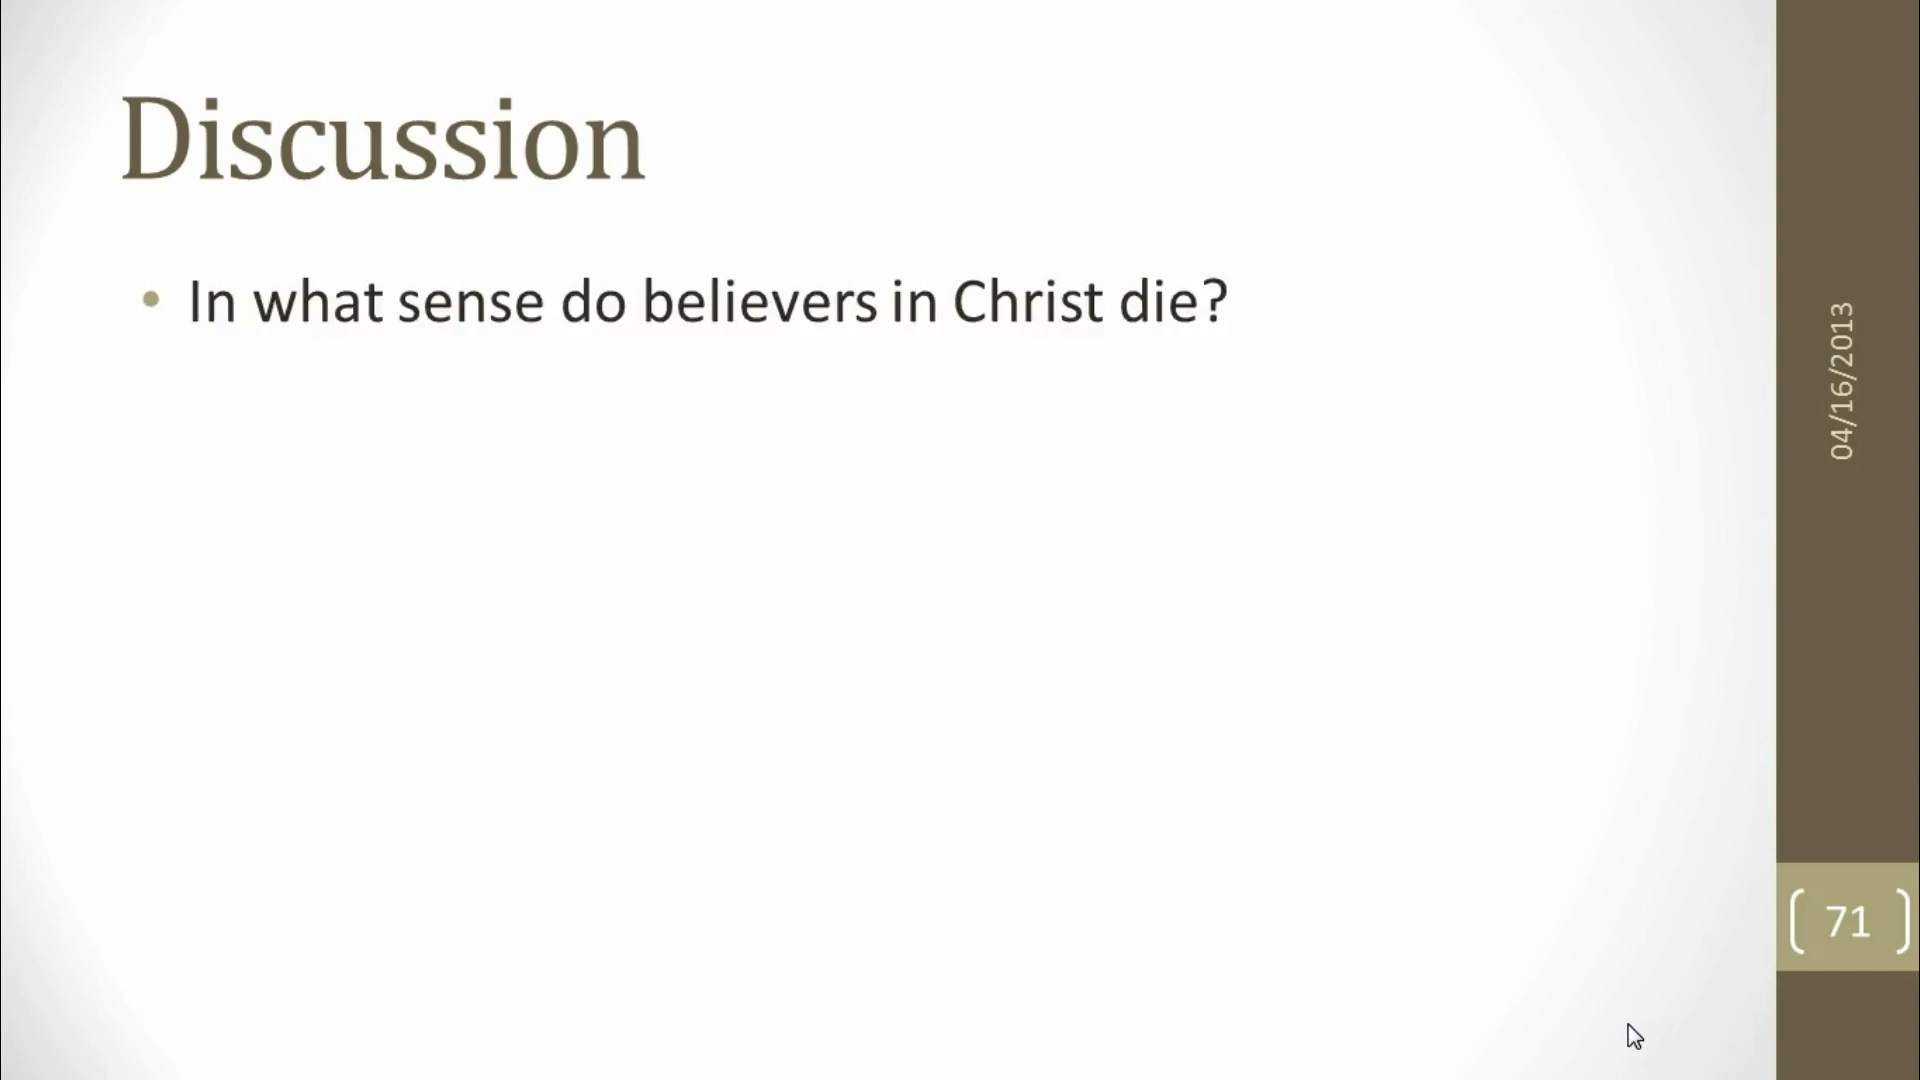 Discussion
• In what sense do believers in Christ die?
04/16/2013
71